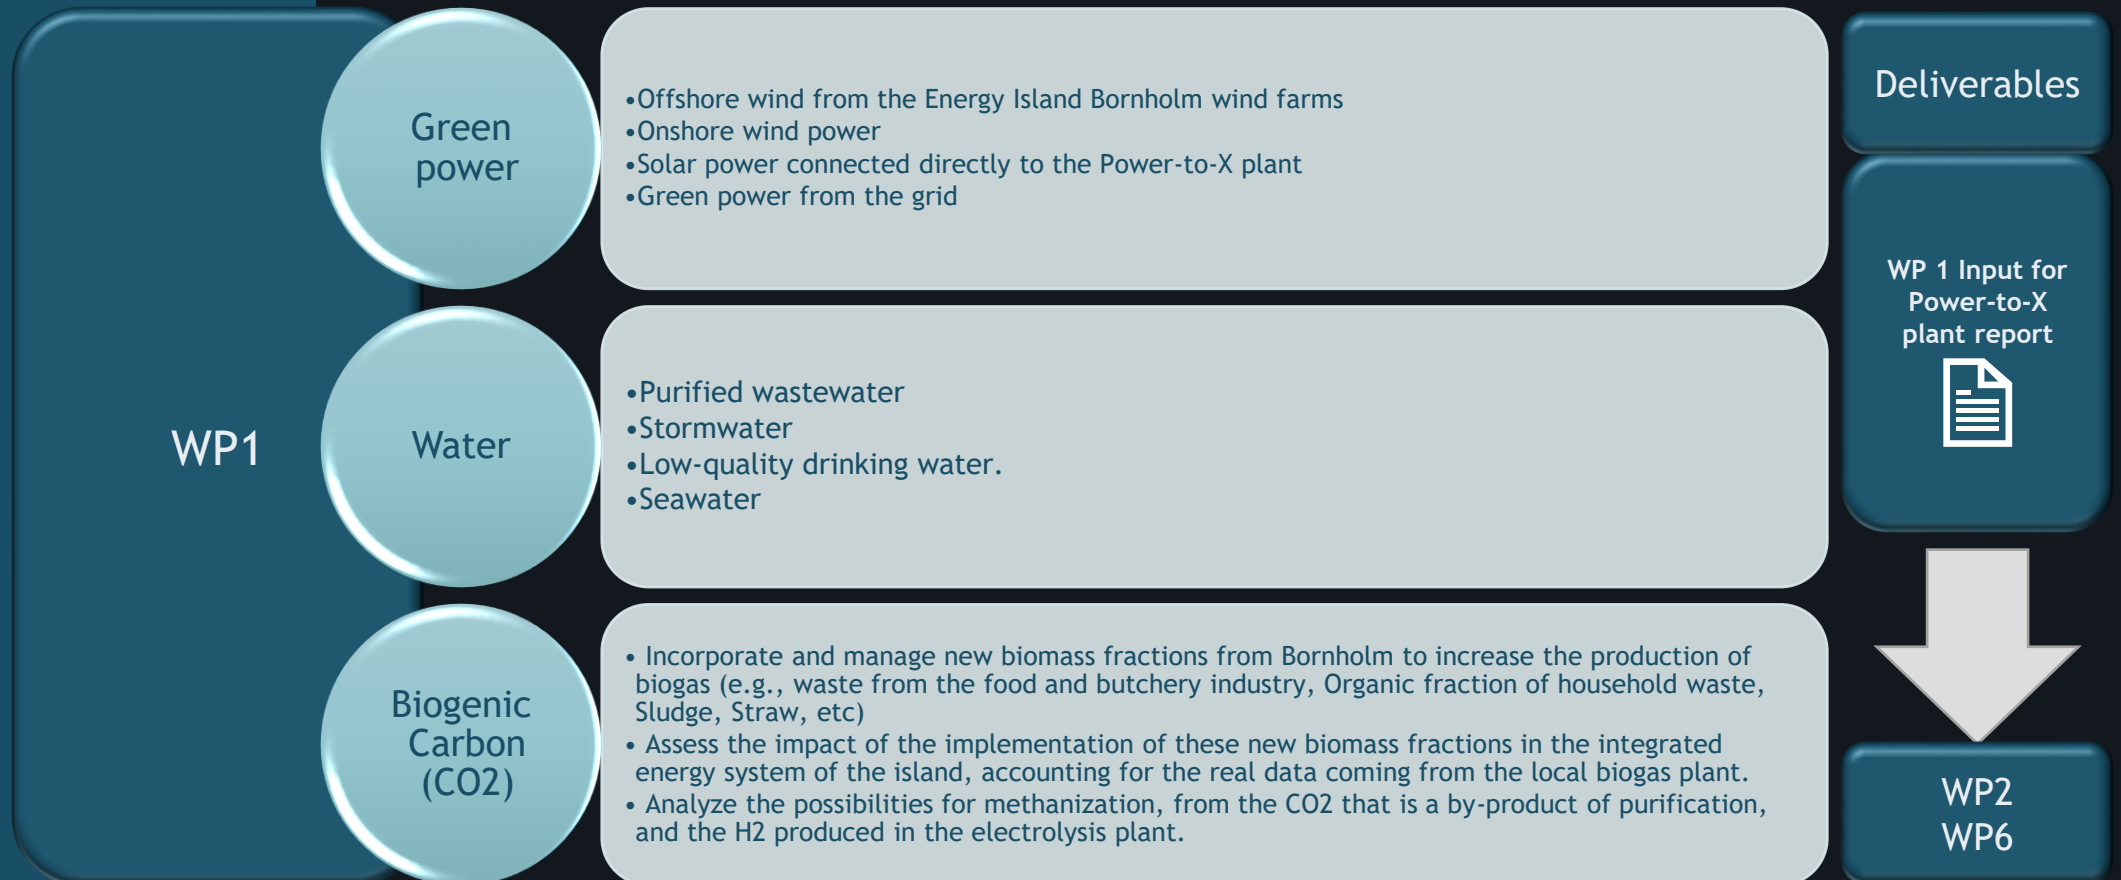 WP1
Green
power
•Offshore wind from the Energy Island Bornholm wind farms
•Onshore wind power
•Solar power connected directly to the Power-to-X plant
•Green power from the grid
Water
•Purified wastewater
•Stormwater
•Low-quality drinking water.
•Seawater
Biogenic
Carbon
(CO2)
• Incorporate and manage new biomass fractions from Bornholm to increase the production of
biogas (e.g., waste from the food and butchery industry, Organic fraction of household waste,
Sludge, Straw, etc)
• Assess the impact of the implementation of these new biomass fractions in the integrated
energy system of the island, accounting for the real data coming from the local biogas plant.
• Analyze the possibilities for methanization, from the CO2 that is a by-product of purification,
and the H2 produced in the electrolysis plant.
Deliverables
WP 1 Input for
Power-to-X
plant report
WP2
WP6